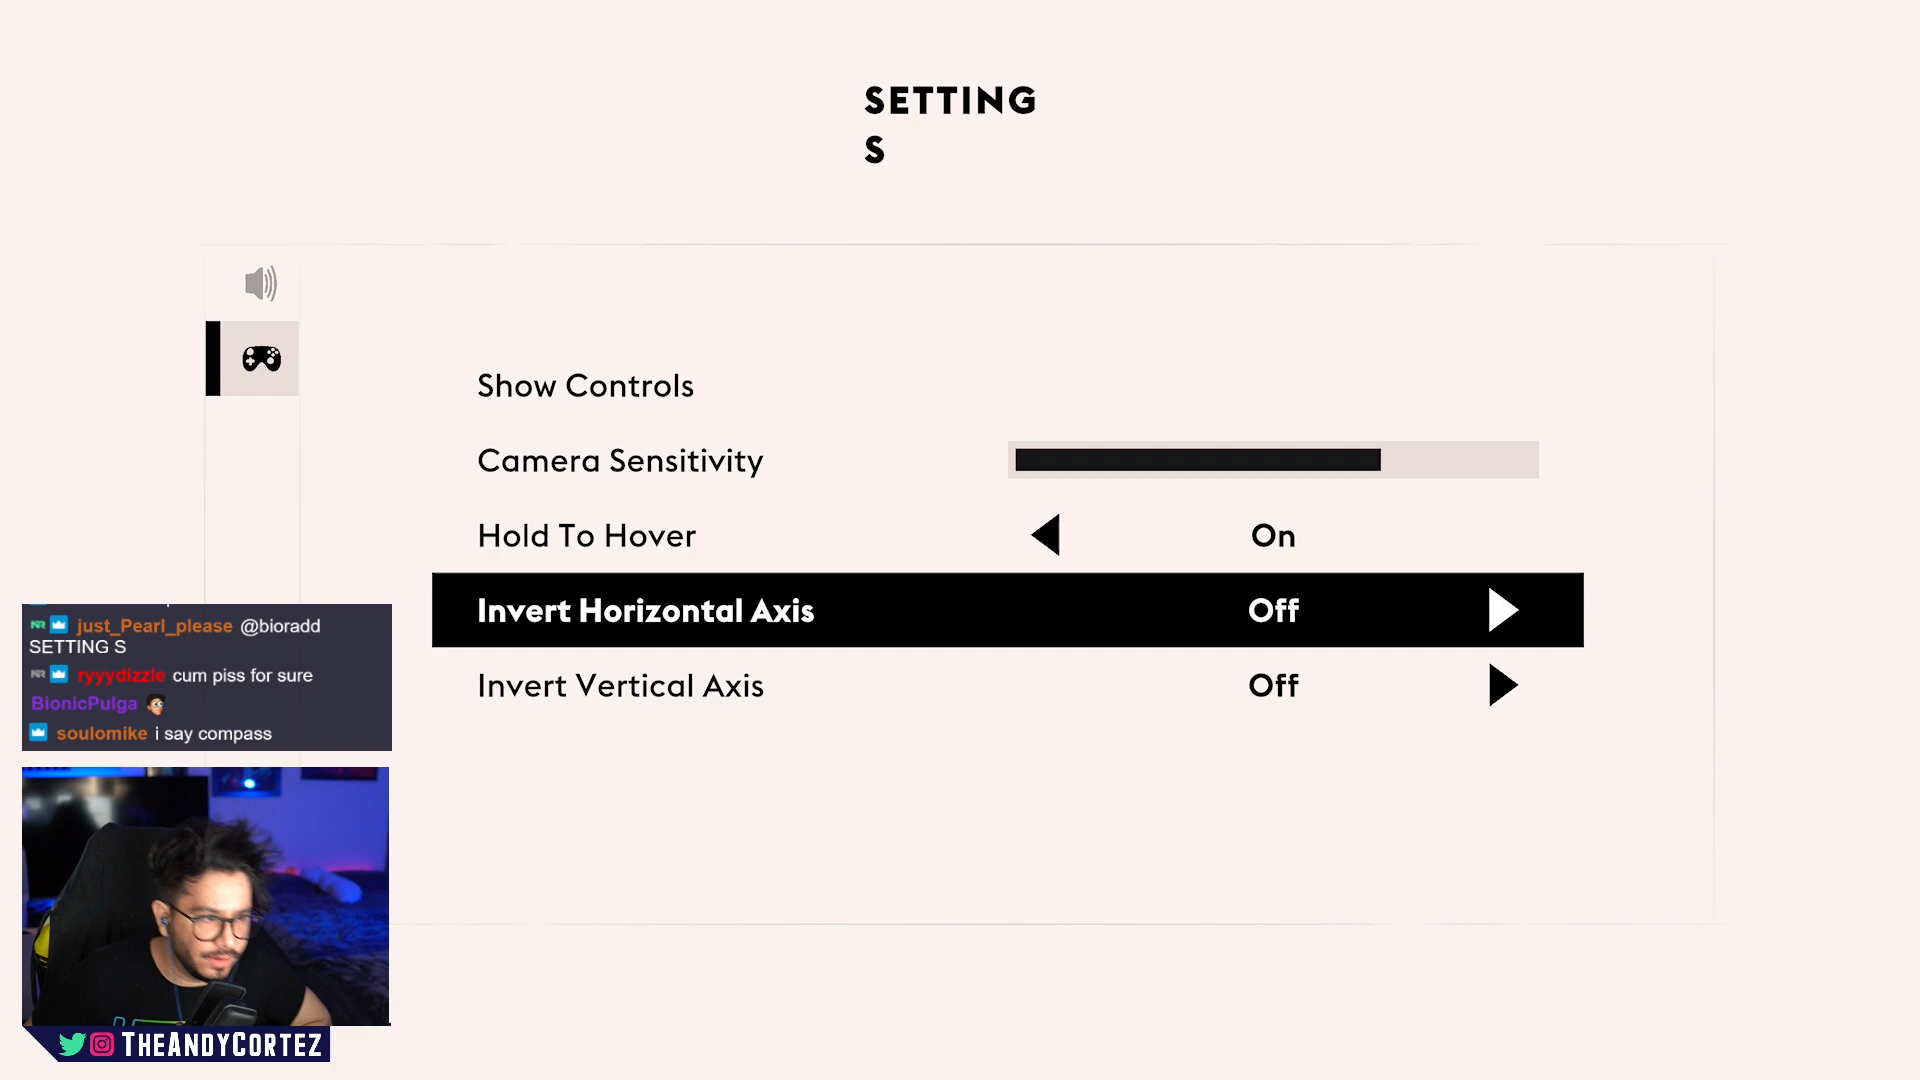 SETTING
S
Show Controls
Camera Sensitivity
Hold To Hover On
Invert Horizontal Axis Off
Invert Vertical Axis Off
just_Pearl_please @bioradd
SETTING S
ryyydizzle cum piss for sure
BionicPulga
soulomike i say compass
THEANDYCORTEZ